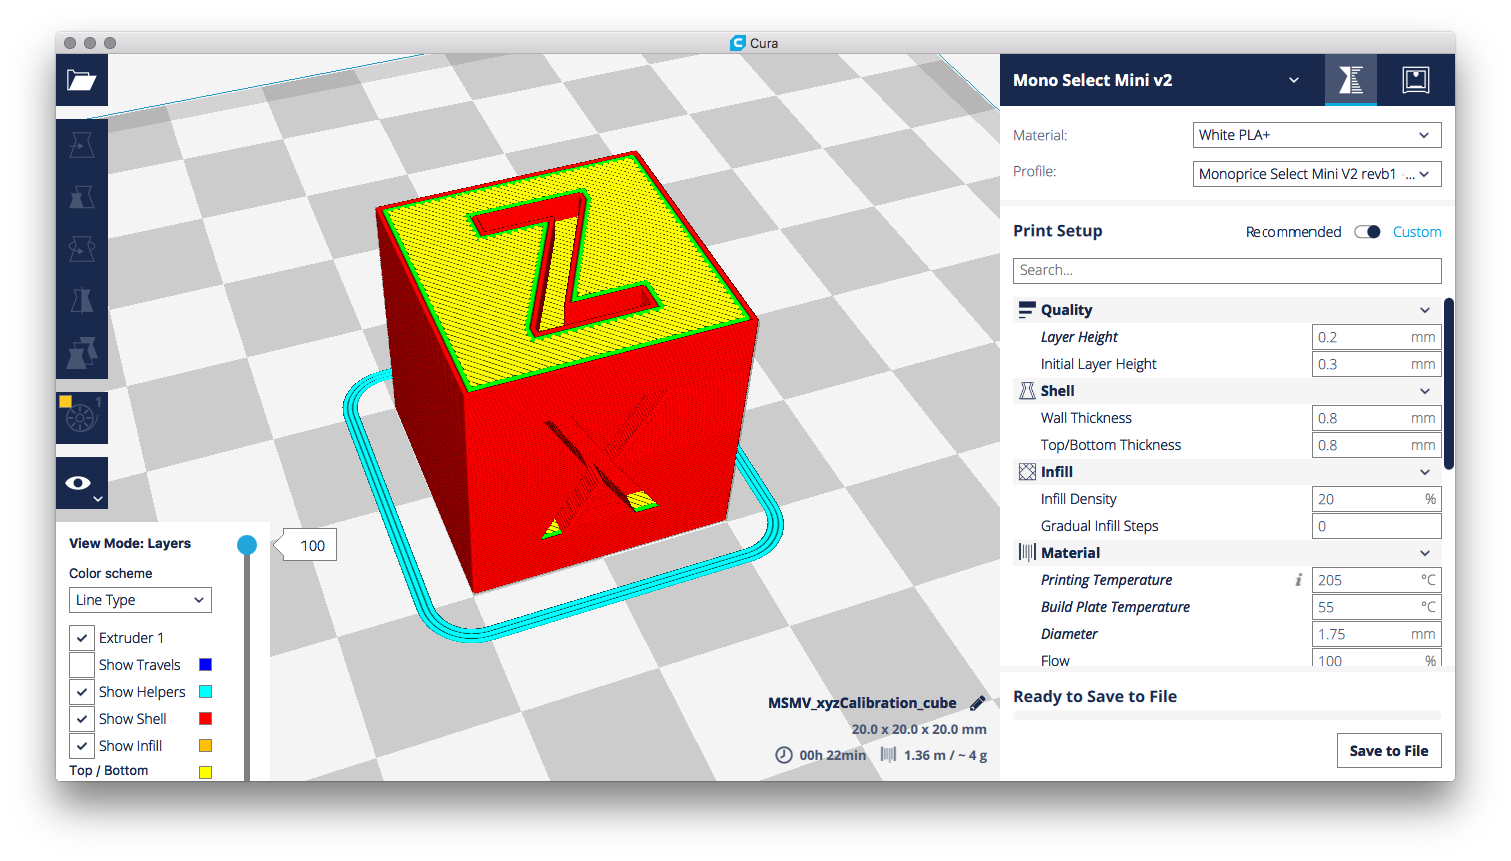 Cura
Mono Select Mini v2
Material:
White PLA+
Profile:
Monoprice Select Mini V2 revb1 -...
Print Setup
Recommended
Custom
Search...
Quality
Layer Height
0.2 mm
Initial Layer Height
0.3 mm
Shell
Wall Thickness
0.8 mm
Top/Bottom Thickness
0.8 mm
Infill
Infill Density
20 %
Gradual Infill Steps
0
Material
Printing Temperature
i
205 °C
Build Plate Temperature
55 °C
Diameter
1.75 mm
Flow
100 %
Ready to Save to File
Save to File
1
Z
X
View Mode: Layers
100
Color scheme
Line Type
Extruder 1
Show Travels
Show Helpers
Show Shell
Show Infill
Top / Bottom
MSMV_xyzCalibration_cube
20.0 x 20.0 x 20.0 mm
00h 22min
1.36 m / ~ 4 g